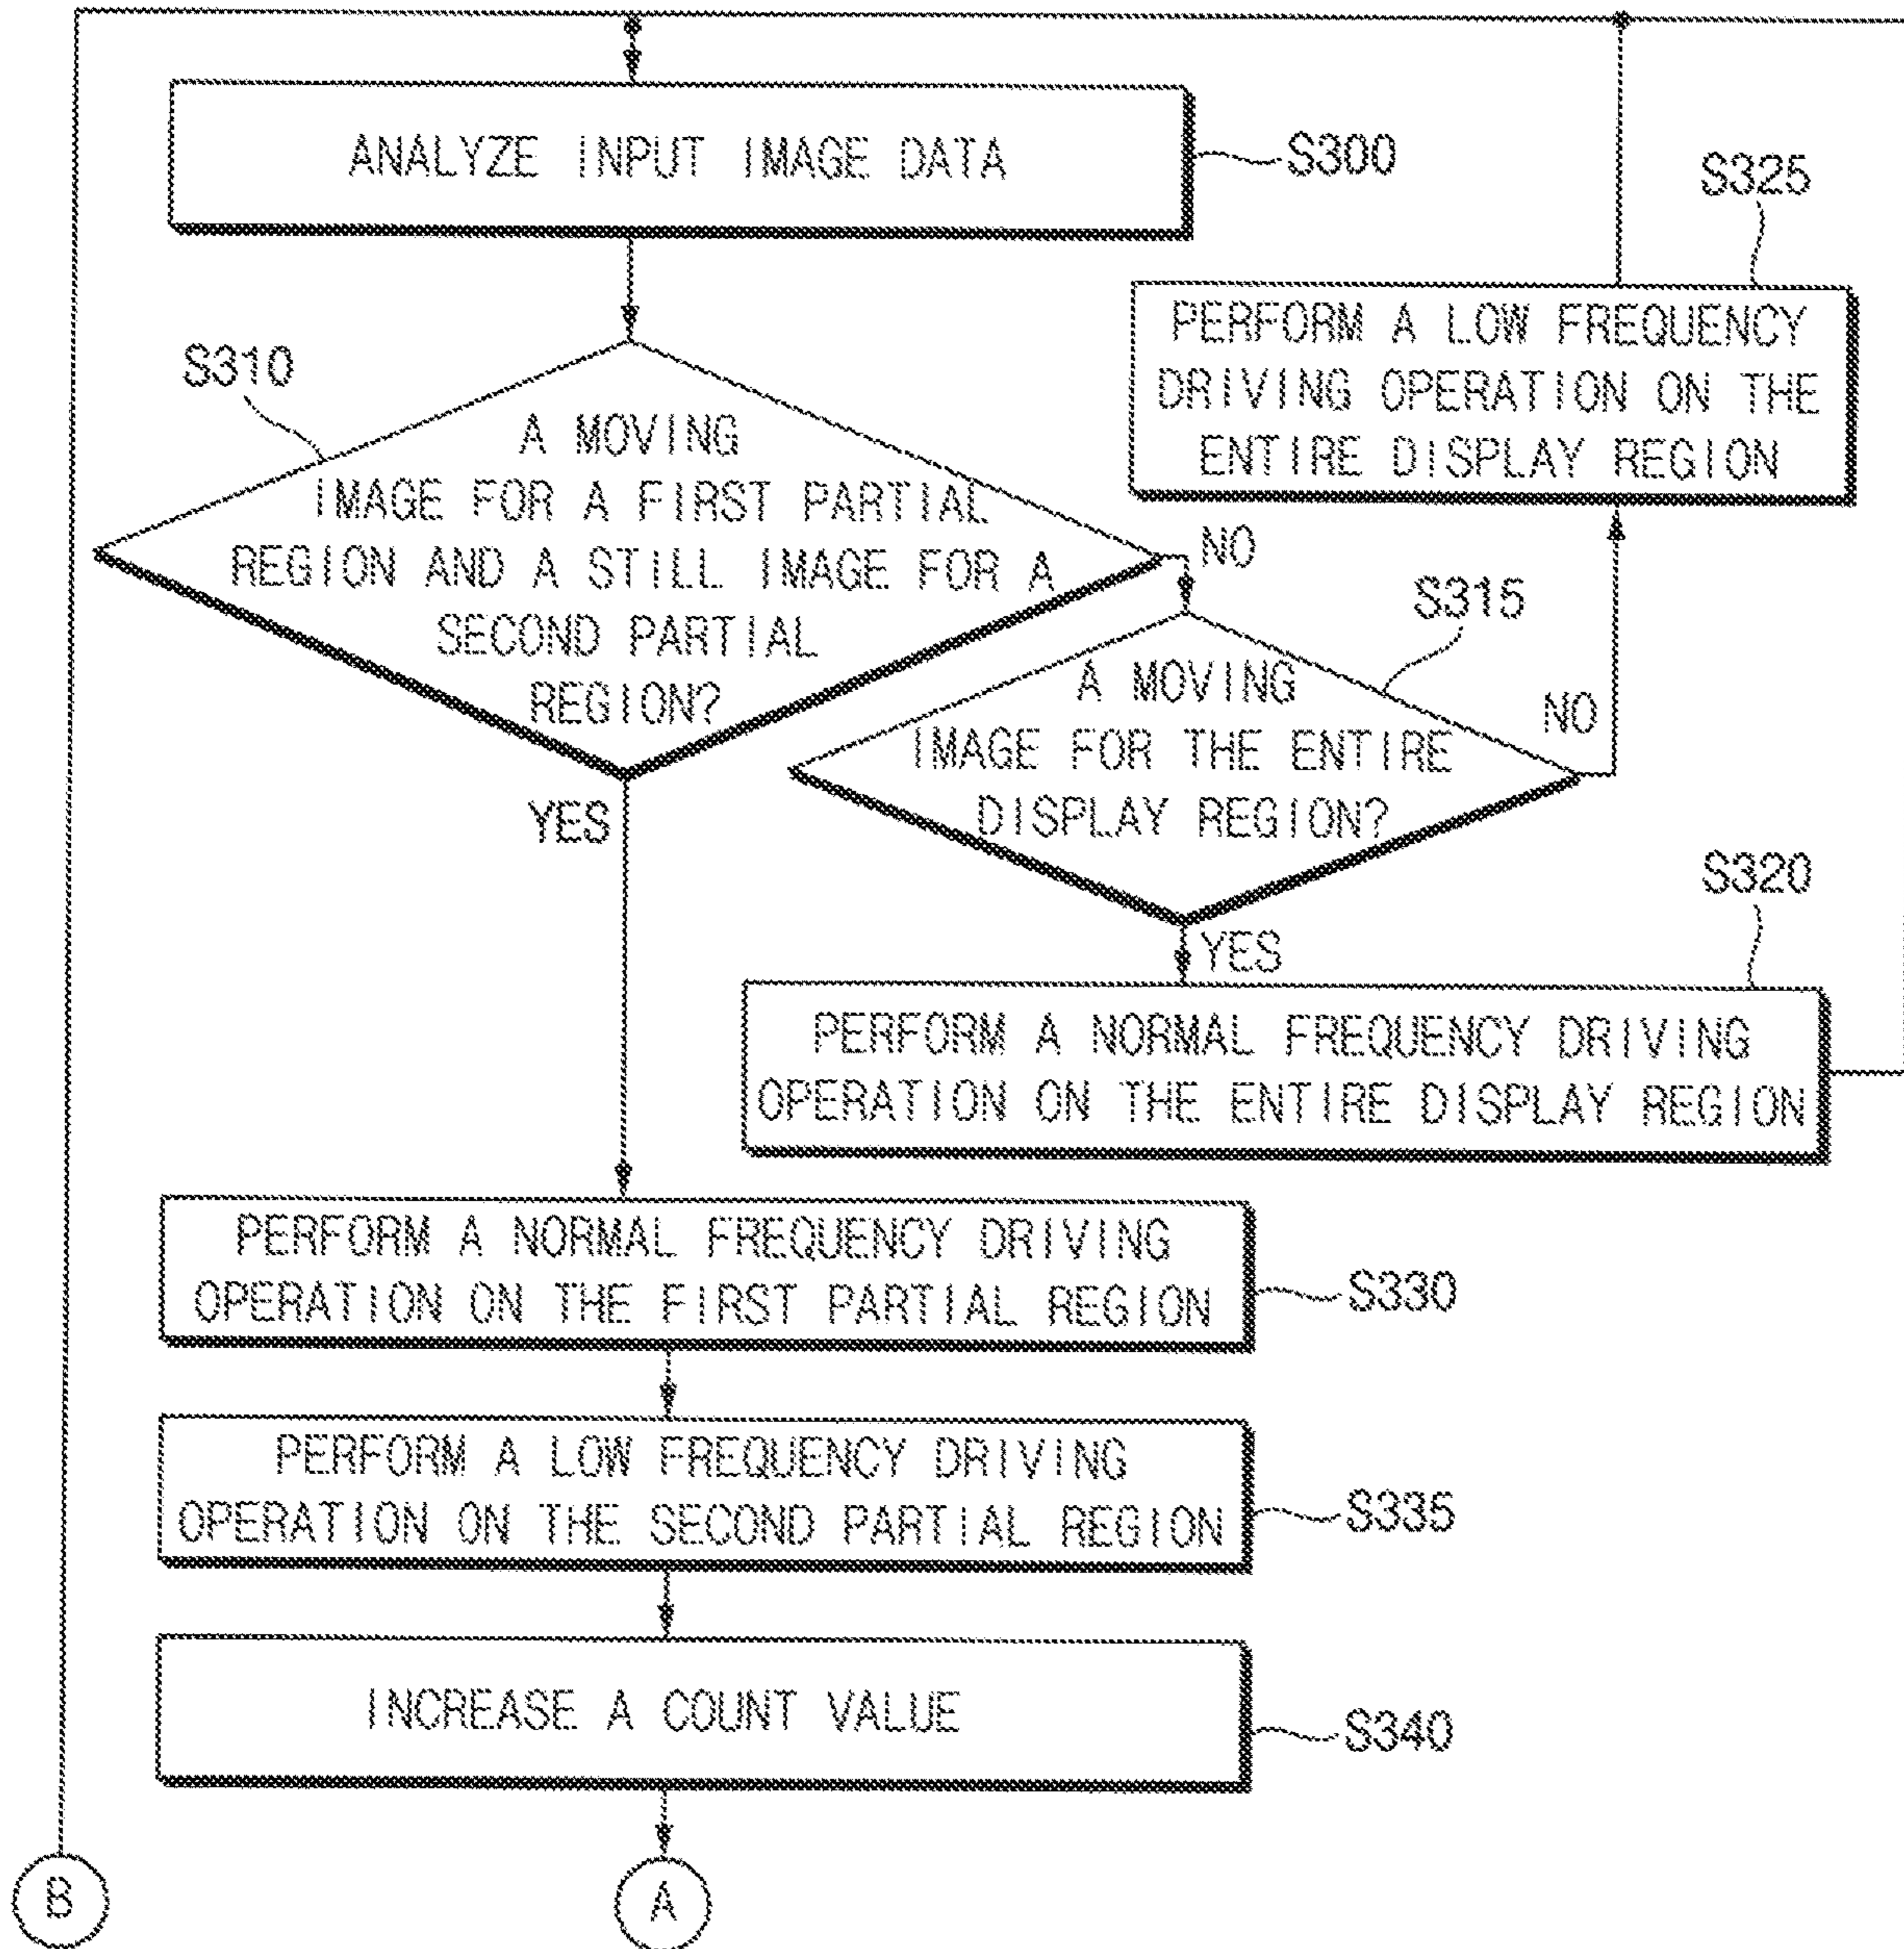 ANALYZE INPUT IMAGE DATA
S300
S325
PERFORM A LOW FREQUENCY
DRIVING OPERATION ON THE
ENTIRE DISPLAY REGION
S310
A MOVING
IMAGE FOR A FIRST PARTIAL
REGION AND A STILL IMAGE FOR A
SECOND PARTIAL
REGION?
NO
YES
S315
A MOVING
IMAGE FOR THE ENTIRE
DISPLAY REGION?
NO
YES
S320
PERFORM A NORMAL FREQUENCY DRIVING
OPERATION ON THE ENTIRE DISPLAY REGION
PERFORM A NORMAL FREQUENCY DRIVING
OPERATION ON THE FIRST PARTIAL REGION
S330
PERFORM A LOW FREQUENCY DRIVING
OPERATION ON THE SECOND PARTIAL REGION
S335
INCREASE A COUNT VALUE
S340
B
A